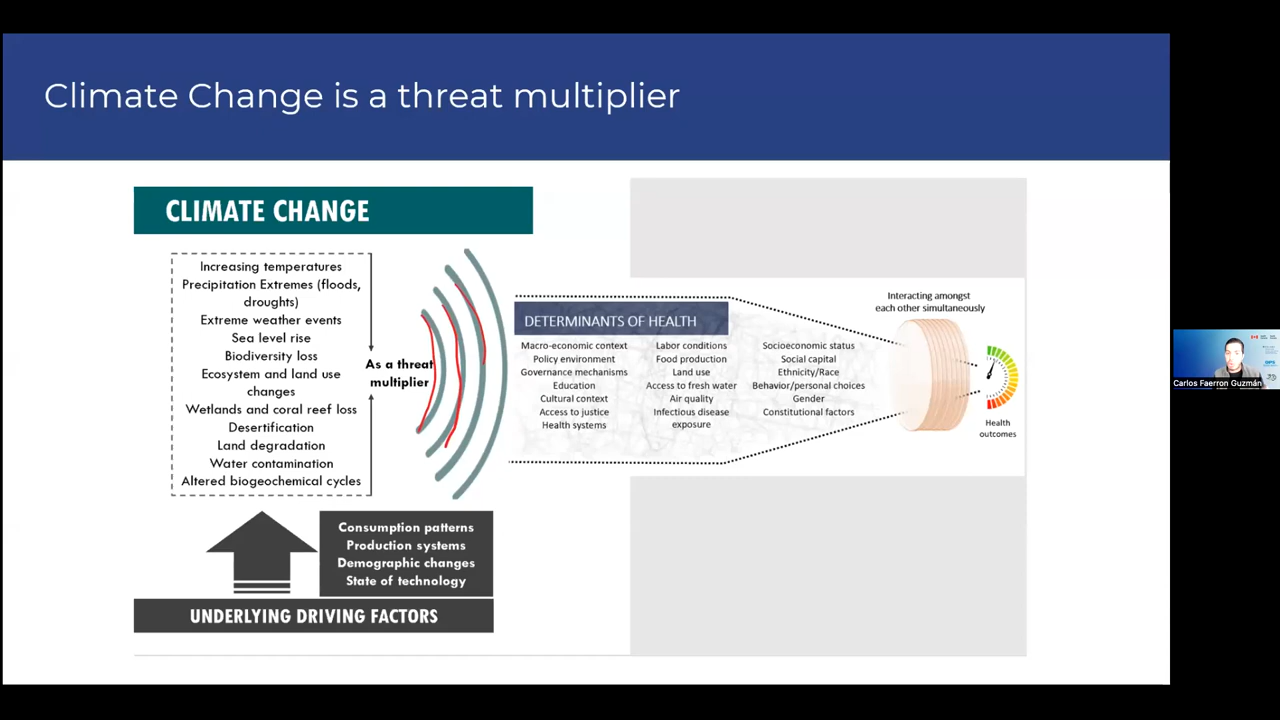 Climate Change is a threat multiplier
CLIMATE CHANGE
Increasing temperatures
Precipitation Extremes (floods,
droughts)
Extreme weather events
Sea level rise
Biodiversity loss
Ecosystem and land use
changes
Wetlands and coral reef loss
Desertification
Land degradation
Water contamination
Altered biogeochemical cycles
As a threat
multiplier
DETERMINANTS OF HEALTH
Macro-economic context
Policy environment
Governance mechanisms
Education
Cultural context
Access to justice
Health systems
Labor conditions
Food production
Land use
Access to fresh water
Air quality
Infectious disease
exposure
Socioeconomic status
Social capital
Ethnicity/Race
Behavior/personal choices
Gender
Constitutional factors
Interacting amongst
each other simultaneously
Health
outcomes
Consumption patterns
Production systems
Demographic changes
State of technology
UNDERLYING DRIVING FACTORS
Carlos Faerron Guzmán